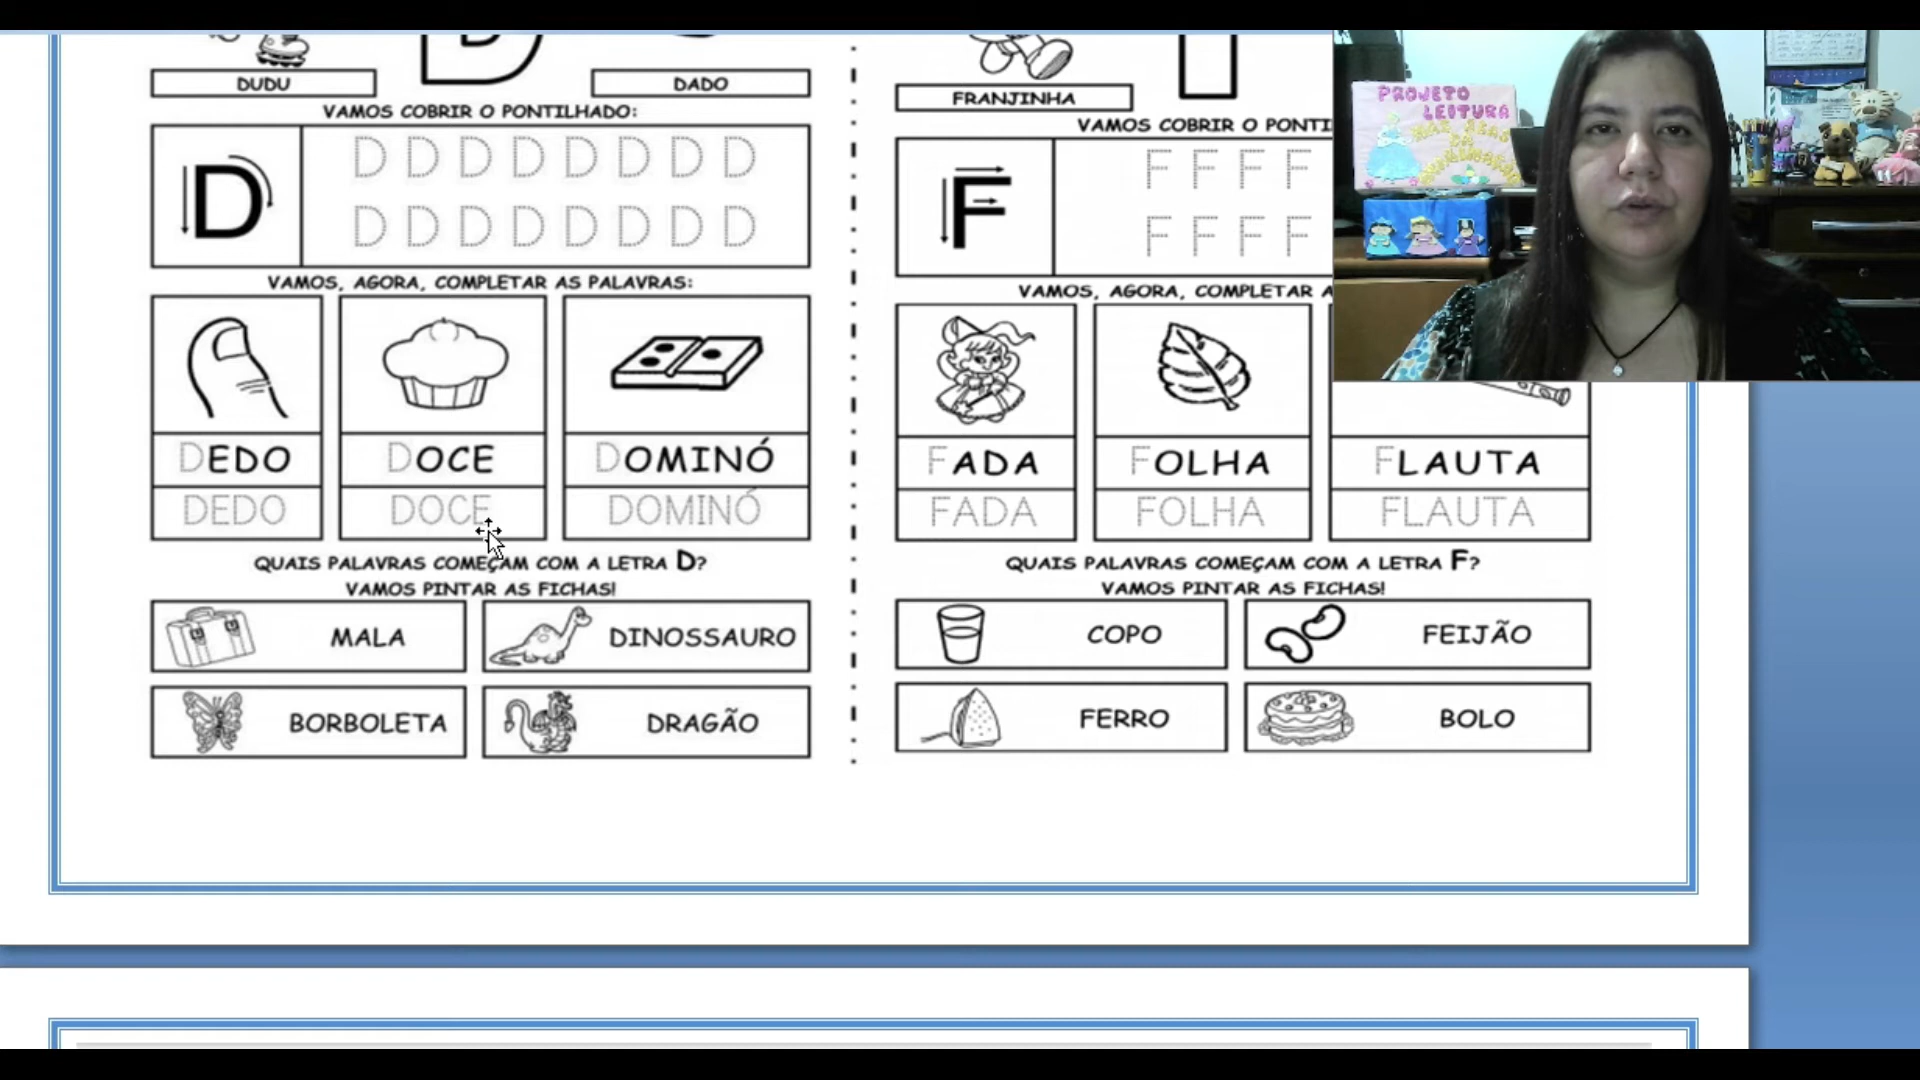 DUDU
DADO
VAMOS COBRIR O PONTILHADO:
D
D D D D D D D D
D D D D D D D D
VAMOS, AGORA, COMPLETAR AS PALAVRAS:
DEDO DOCE DOMINÓ
DEDO DOCE DOMINÓ
QUAIS PALAVRAS COMEÇAM COM A LETRA D?
VAMOS PINTAR AS FICHAS!
MALA DINOSSAURO
BORBOLETA DRAGÃO
FRANJINHA
VAMOS COBRIR O PONTI
F
F F F F
F F F F
VAMOS, AGORA, COMPLETAR A
FADA FOLHA FLAUTA
FADA FOLHA FLAUTA
QUAIS PALAVRAS COMEÇAM COM A LETRA F?
VAMOS PINTAR AS FICHAS!
COPO FEIJÃO
FERRO BOLO
PROJETO
LEITURA